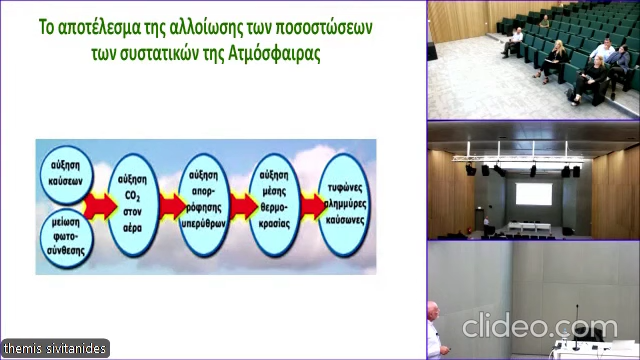 Το αποτέλεσμα της αλλοίωσης των ποσοστώσεων
των συστατικών της Ατμόσφαιρας
αύξηση
καύσεων
μείωση
φωτο-
σύνθεσης
αύξηση
CO2
στον
αέρα
αύξηση
απορ-
ρόφησης
υπερύθρων
αύξηση
μέσης
θερμο-
κρασίας
τυφώνες
πλημμύρες
καύσωνες
themis sivitanides
clideo.com